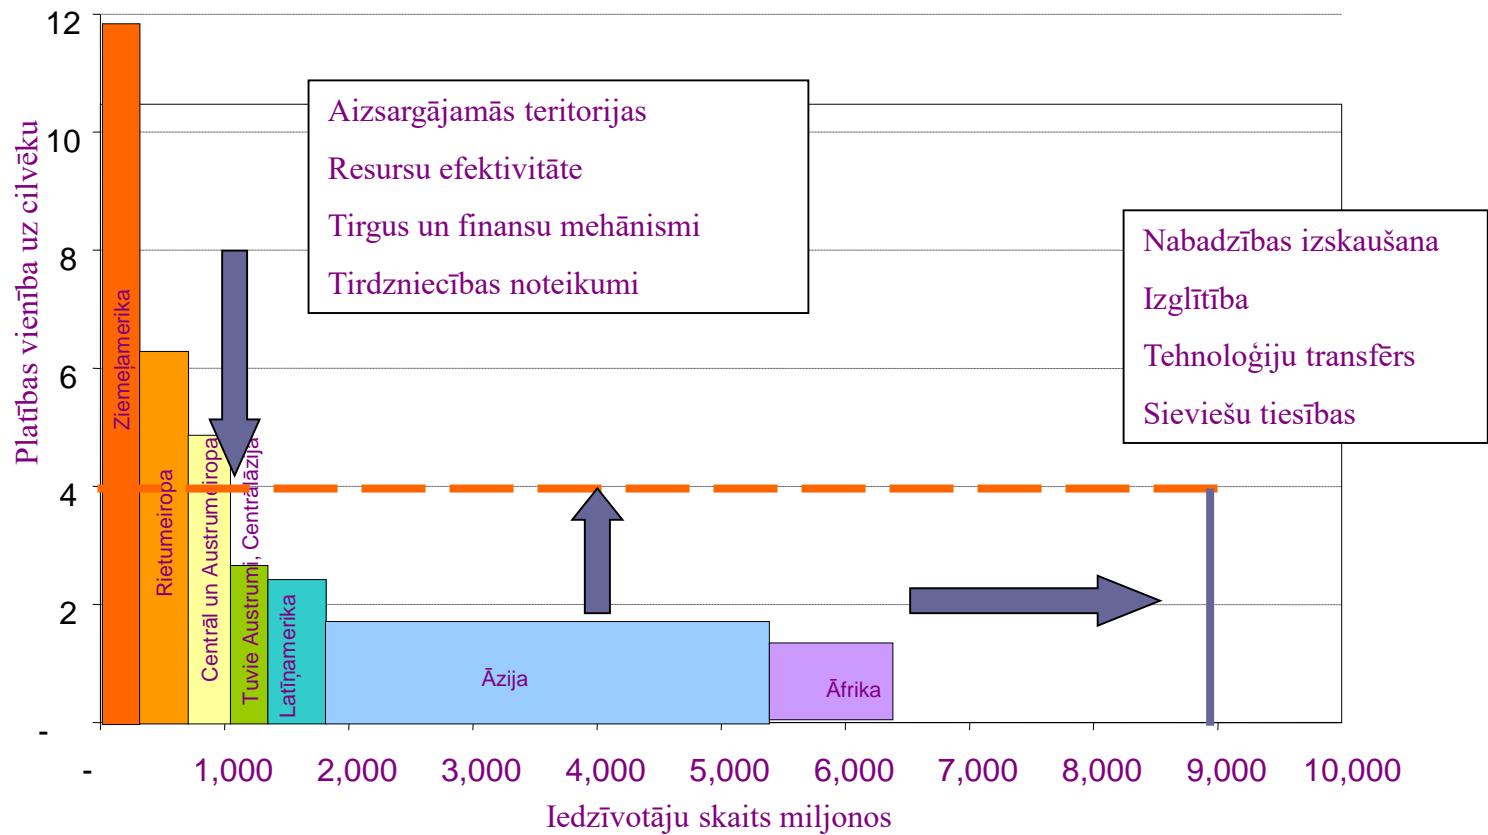 12
10
8
6
4
2
-
Platības vienība uz cilvēku
Aizsargājamās teritorijas
Resursu efektivitāte
Tirgus un finansu mehānismi
Tirdzniecības noteikumi
Nabadzības izskaušana
Izglītība
Tehnoloģiju transfērs
Sieviešu tiesības
Ziemeļamerika
Rietumeiropa
Centrāl un Austrumeiropa
Tuvie Austrumi, Centrālāzija
Latīņamerika
Āzija
Āfrika
- 1,000 2,000 3,000 4,000 5,000 6,000 7,000 8,000 9,000 10,000
Iedzīvotāju skaits miljonos